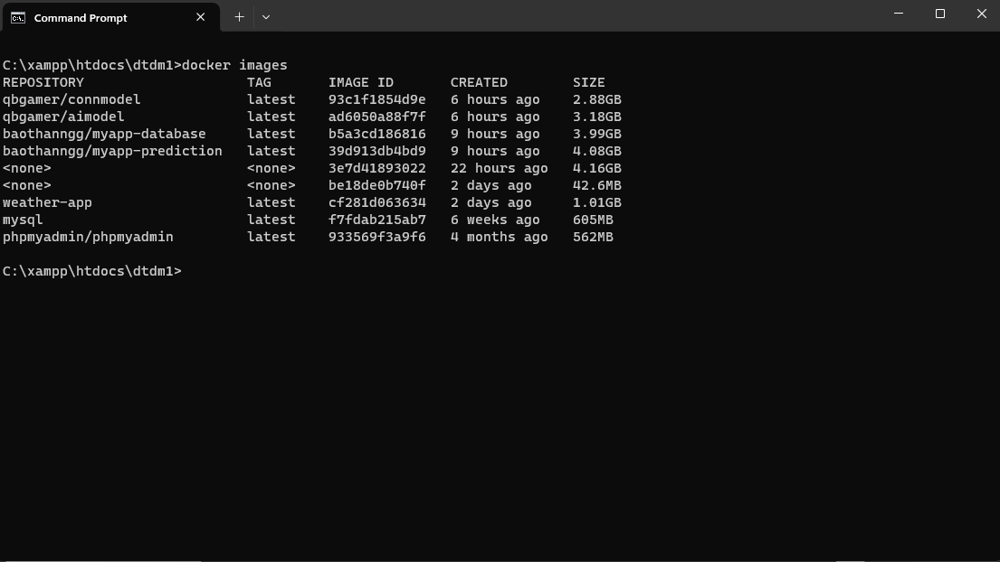 Command Prompt
C:\xampp\htdocs\dtdm1>docker images
REPOSITORY TAG IMAGE ID CREATED SIZE
qbgamer/connmodel latest 93c1f1854d9e 6 hours ago 2.88GB
qbgamer/aimodel latest ad6050a88f7f 6 hours ago 3.18GB
baothanngg/myapp-database latest b5a3cd186816 9 hours ago 3.99GB
baothanngg/myapp-prediction latest 39d913db4bd9 9 hours ago 4.08GB
<none> <none> 3e7d41893022 22 hours ago 4.16GB
<none> <none> be18de0b740f 2 days ago 42.6MB
weather-app latest cf281d063634 2 days ago 1.01GB
mysql latest f7fdab215ab7 6 weeks ago 605MB
phpmyadmin/phpmyadmin latest 933569f3a9f6 4 months ago 562MB
C:\xampp\htdocs\dtdm1>